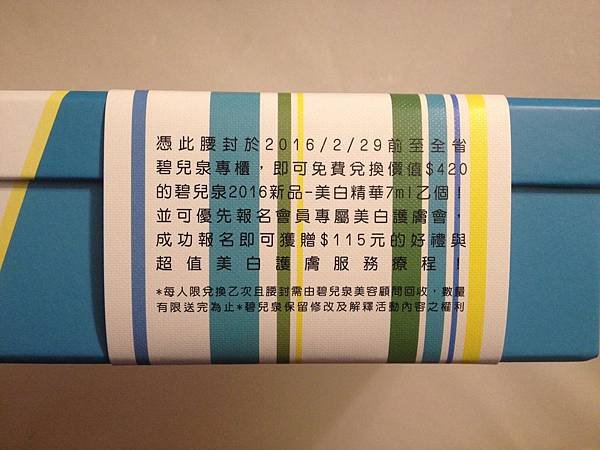 憑此腰封於2016/2/29前至全省
碧兒泉專櫃，即可免費兌換價值$420
的碧兒泉2016新品-美白精華7ml乙個！
並可優先報名會員專屬美白護膚會，
成功報名即可獲贈$115元的好禮與
超值美白護膚服務療程！
*每人限兌換乙次且腰封需由碧兒泉美容顧問回收，數量
有限送完為止*碧兒泉保留修改及解釋活動內容之權利